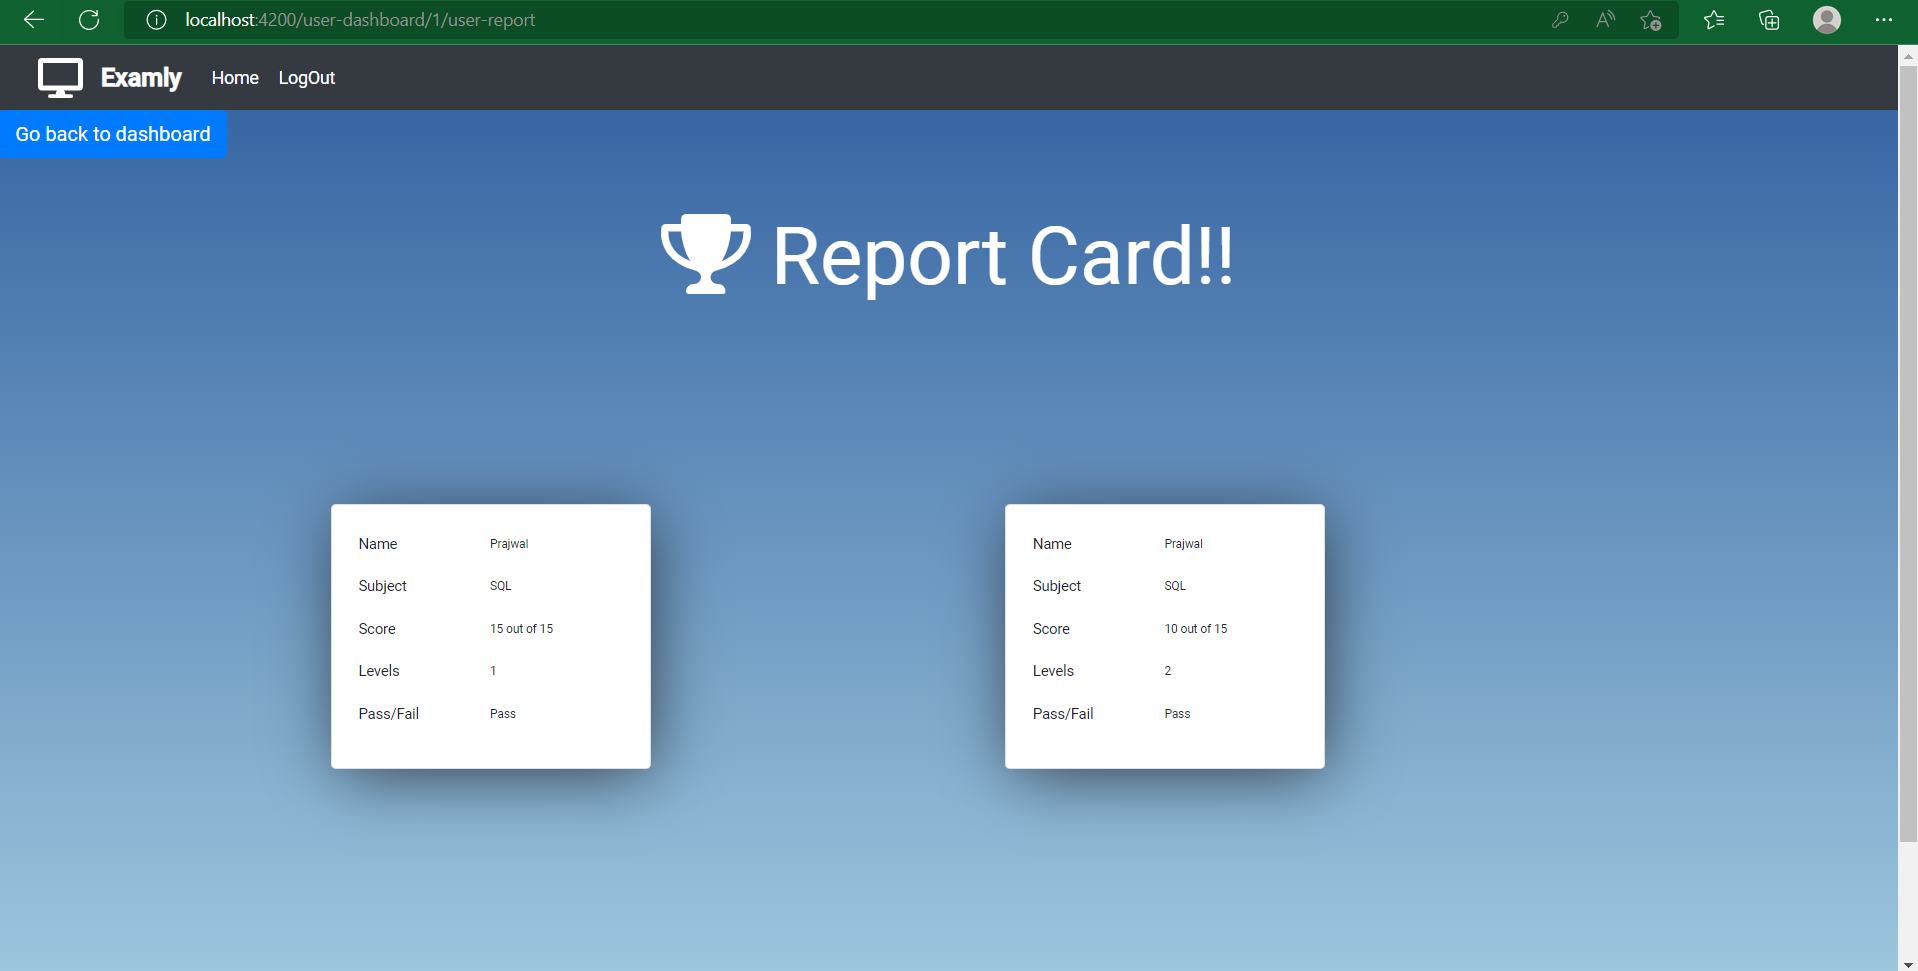 localhost:4200/user-dashboard/1/user-report
Examly Home LogOut
Go back to dashboard
Report Card!!
Name Prajwal
Subject SQL
Score 15 out of 15
Levels 1
Pass/Fail Pass
Name Prajwal
Subject SQL
Score 10 out of 15
Levels 2
Pass/Fail Pass